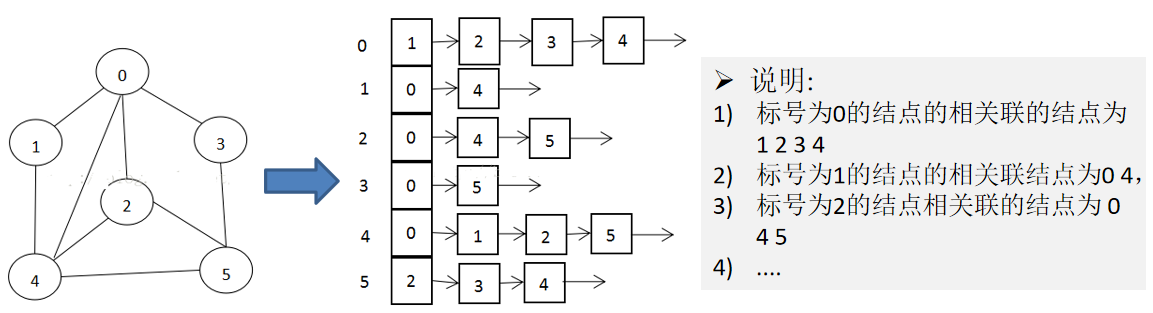 0
1
3
2
4
5
0 1 2 3 4
1 0 4
2 0 4 5
3 0 5
4 0 1 2 5
5 2 3 4
➢ 说明:
1) 标号为0的结点的相关联的结点为
1 2 3 4
2) 标号为1的结点的相关联结点为0 4，
3) 标号为2的结点相关联的结点为 0
4 5
4) ....